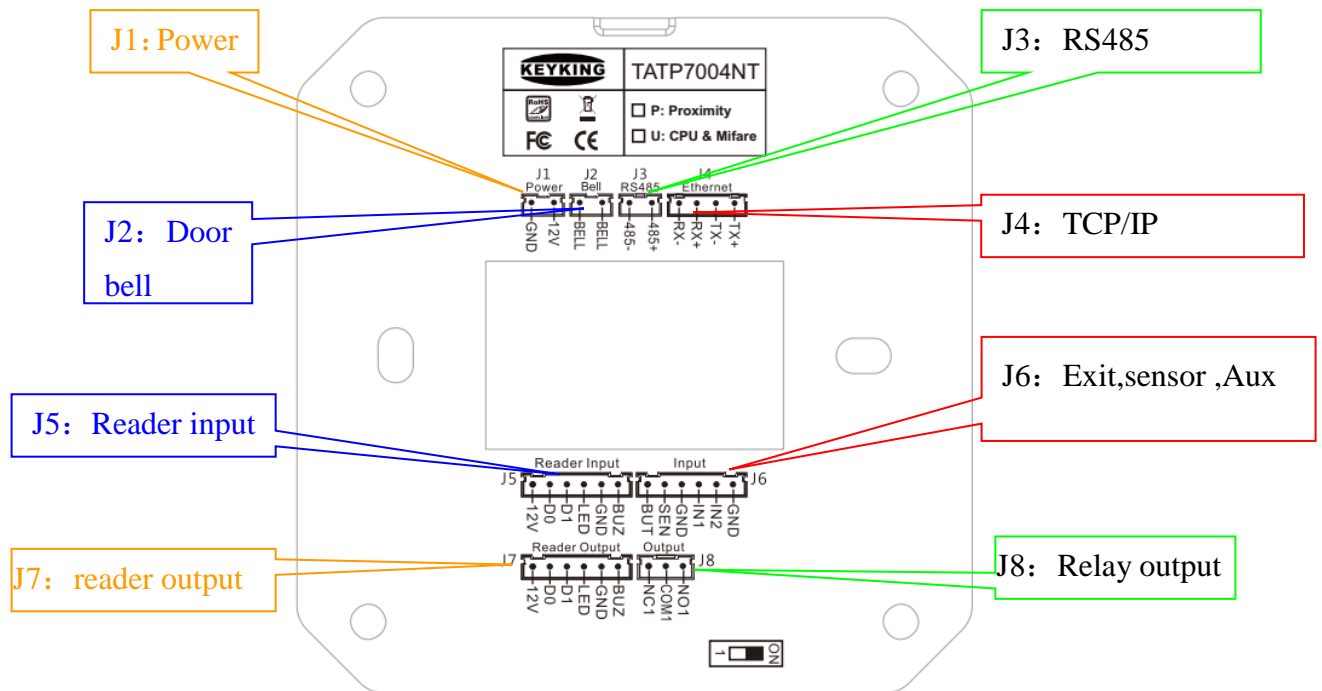 J1: Power
J3： RS485
KEYKING
TATP7004NT
RoHS
P: Proximity
FC CE
U: CPU & Mifare
J1 J2 J3 J4
Power Bell RS485 Ethernet
GND 12V BELL BELL 485- 485+ RX- RX+ TX- TX+
J2： Door
bell
J4： TCP/IP
J6： Exit,sensor ,Aux
J5： Reader input
Reader Input Input
J5 J6
12V D0 D1 LED GND BUZ BUT SEN GND IN1 IN2 GND
Reader Output Output
J7 J8
12V D0 D1 LED GND BUZ NC1 COM1 NO1
J7： reader output
J8： Relay output
1 ON